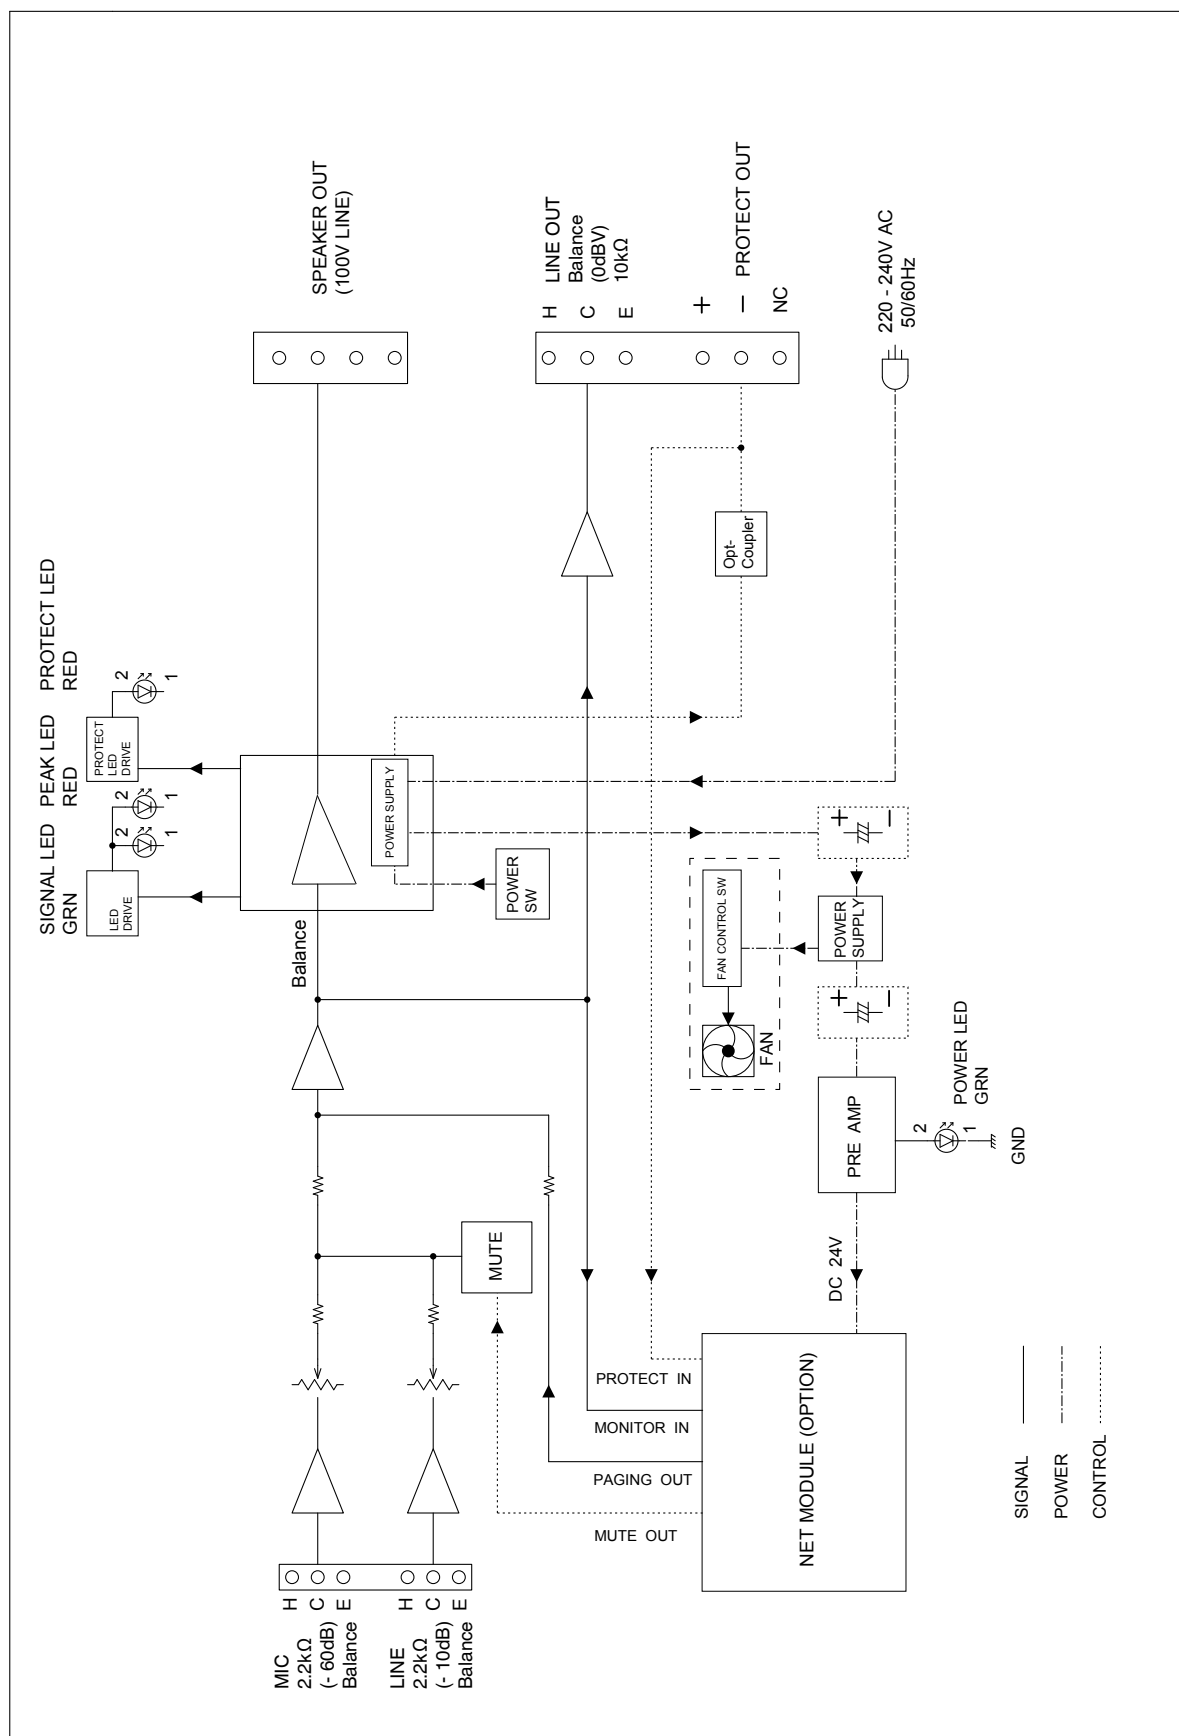 SIGNAL LED
GRN
PEAK LED
RED
PROTECT LED
RED
LED
DRIVE
2
1
2
1
PROTECT
LED
DRIVE
2
1
MIC
2.2kΩ
(- 60dB)
Balance
H
C
E
LINE
2.2kΩ
(- 10dB)
Balance
H
C
E
Balance
POWER SUPPLY
POWER
SW
SPEAKER OUT
(100V LINE)
MUTE
LINE OUT
Balance
(0dBV)
10kΩ
H
C
E
+
−
NC
PROTECT OUT
Opt-
Coupler
220 - 240V AC
50/60Hz
MUTE OUT
PAGING OUT
MONITOR IN
PROTECT IN
NET MODULE (OPTION)
DC 24V
FAN
FAN CONTROL SW
PRE AMP
+
−
POWER
SUPPLY
+
−
2
1
POWER LED
GRN
GND
SIGNAL
POWER
CONTROL